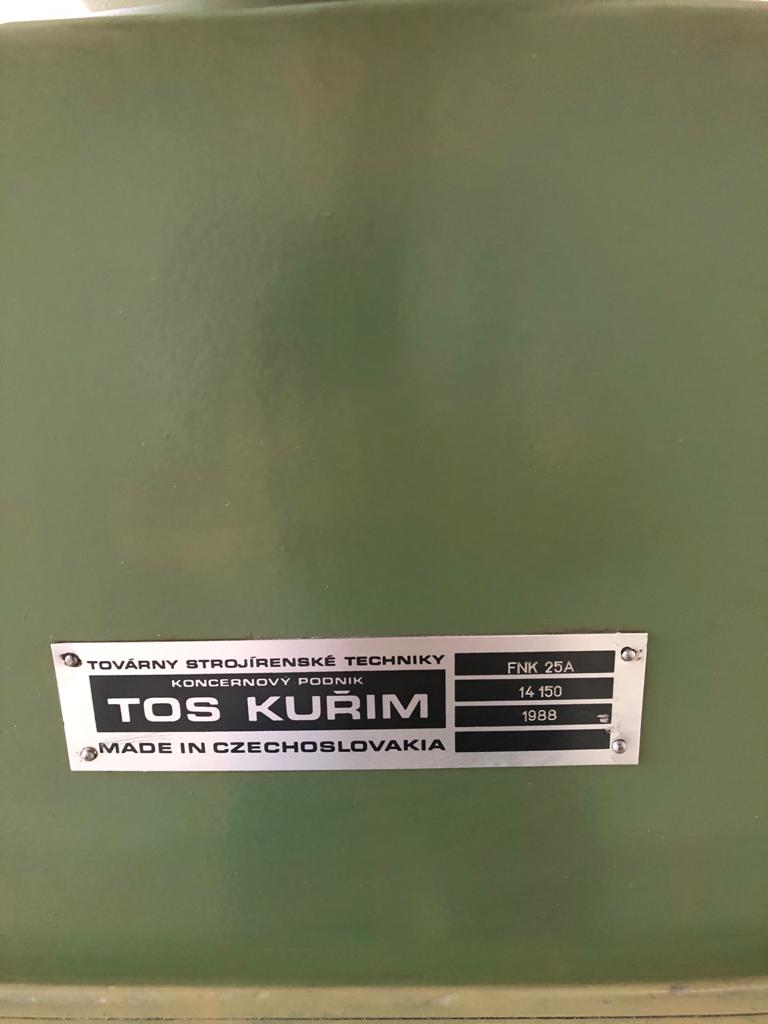 TOVÁRNY STROJÍRENSKÉ TECHNIKY
KONCERNOVÝ PODNIK
TOS KUŘIM
MADE IN CZECHOSLOVAKIA
FNK 25A
14 150
1988